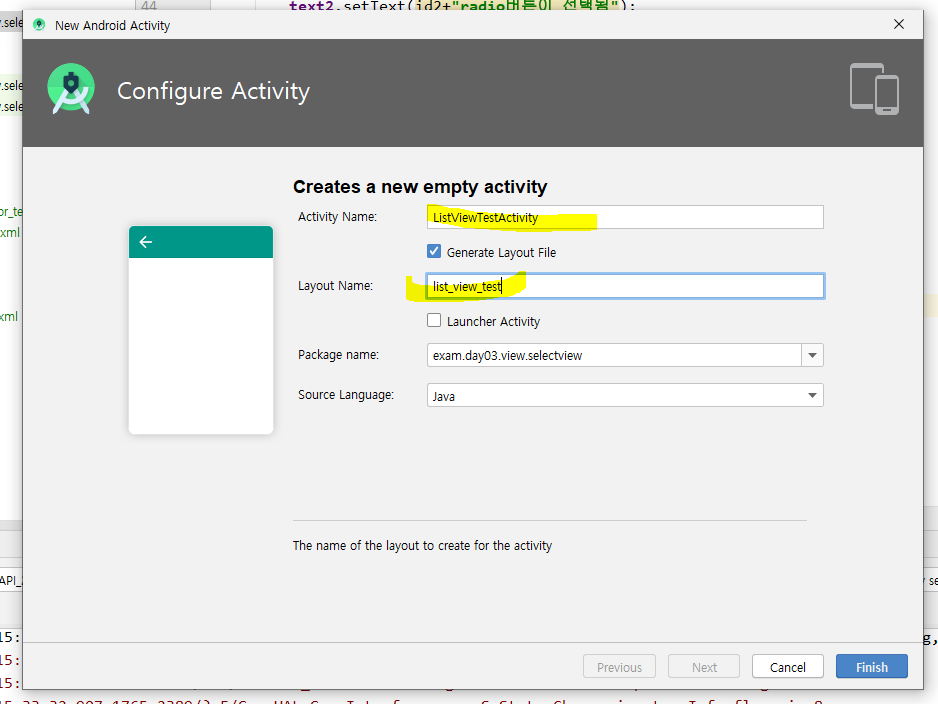 44 text2.setText(id2+"radio버튼이 선택됨");
New Android Activity
Configure Activity
Creates a new empty activity
Activity Name: ListViewTestActivity
Generate Layout File
Layout Name: list_view_test
Launcher Activity
Package name: exam.day03.view.selectview
Source Language: Java
The name of the layout to create for the activity
Previous Next Cancel Finish